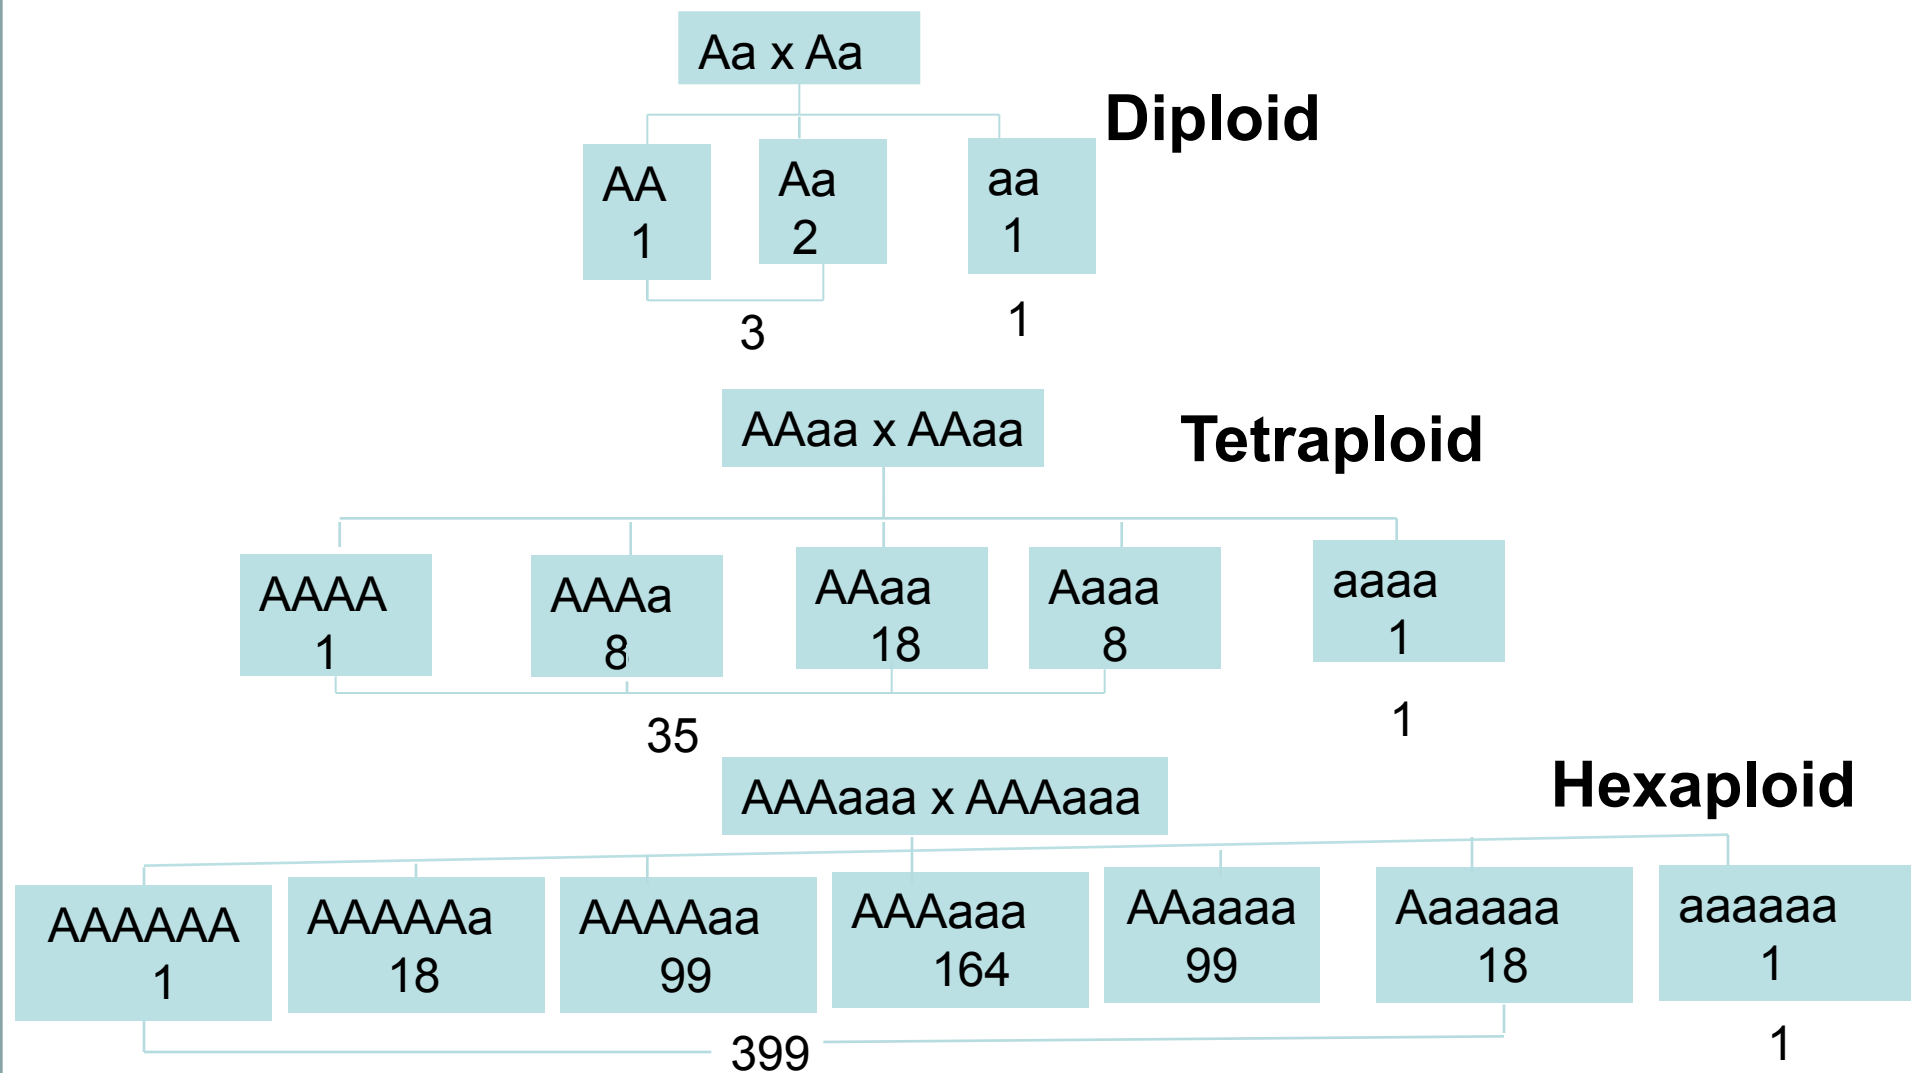 Aa x Aa
Diploid
AA
1
Aa
2
aa
1
3
1
AAaa x AAaa
Tetraploid
AAAA
1
AAAa
8
AAaa
18
Aaaa
8
aaaa
1
35
1
AAAaaa x AAAaaa
Hexaploid
AAAAAA
1
AAAAAa
18
AAAAaa
99
AAAaaa
164
AAaaaa
99
Aaaaaa
18
aaaaaa
1
399
1